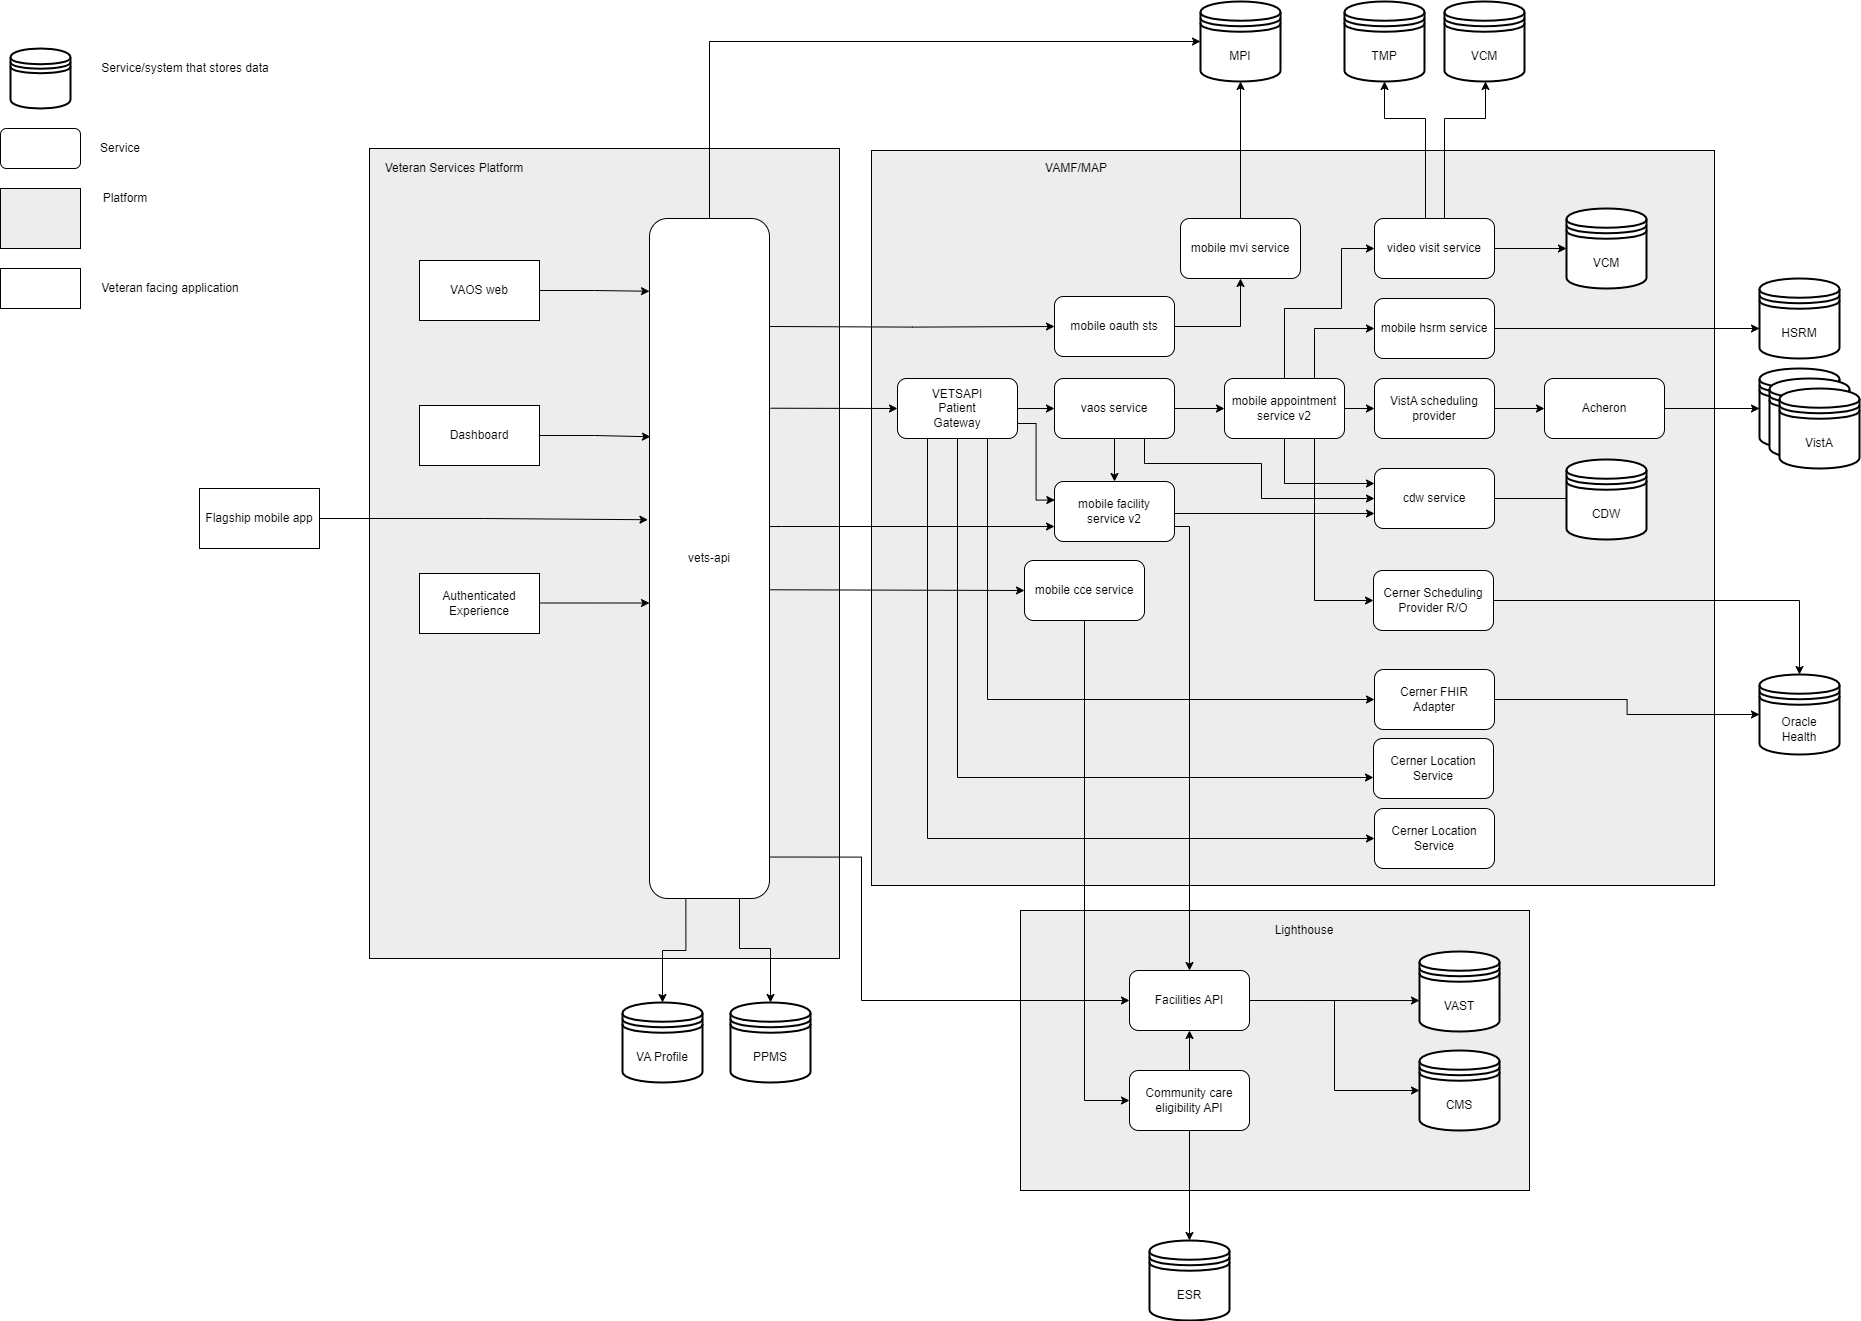 Service/system that stores data
Service
Platform
Veteran facing application
MPI
TMP
VCM
Veteran Services Platform
VAMF/MAP
VAOS web
Dashboard
Flagship mobile app
Authenticated
Experience
vets-api
mobile mvi service
video visit service
VCM
mobile oauth sts
mobile hsrm service
HSRM
VETSAPI
Patient
Gateway
vaos service
mobile appointment
service v2
VistA scheduling
provider
Acheron
VistA
mobile facility
service v2
cdw service
CDW
mobile cce service
Cerner Scheduling
Provider R/O
Cerner FHIR
Adapter
Oracle
Health
Cerner Location
Service
Cerner Location
Service
Lighthouse
Facilities API
VAST
VA Profile
PPMS
Community care
eligibility API
CMS
ESR